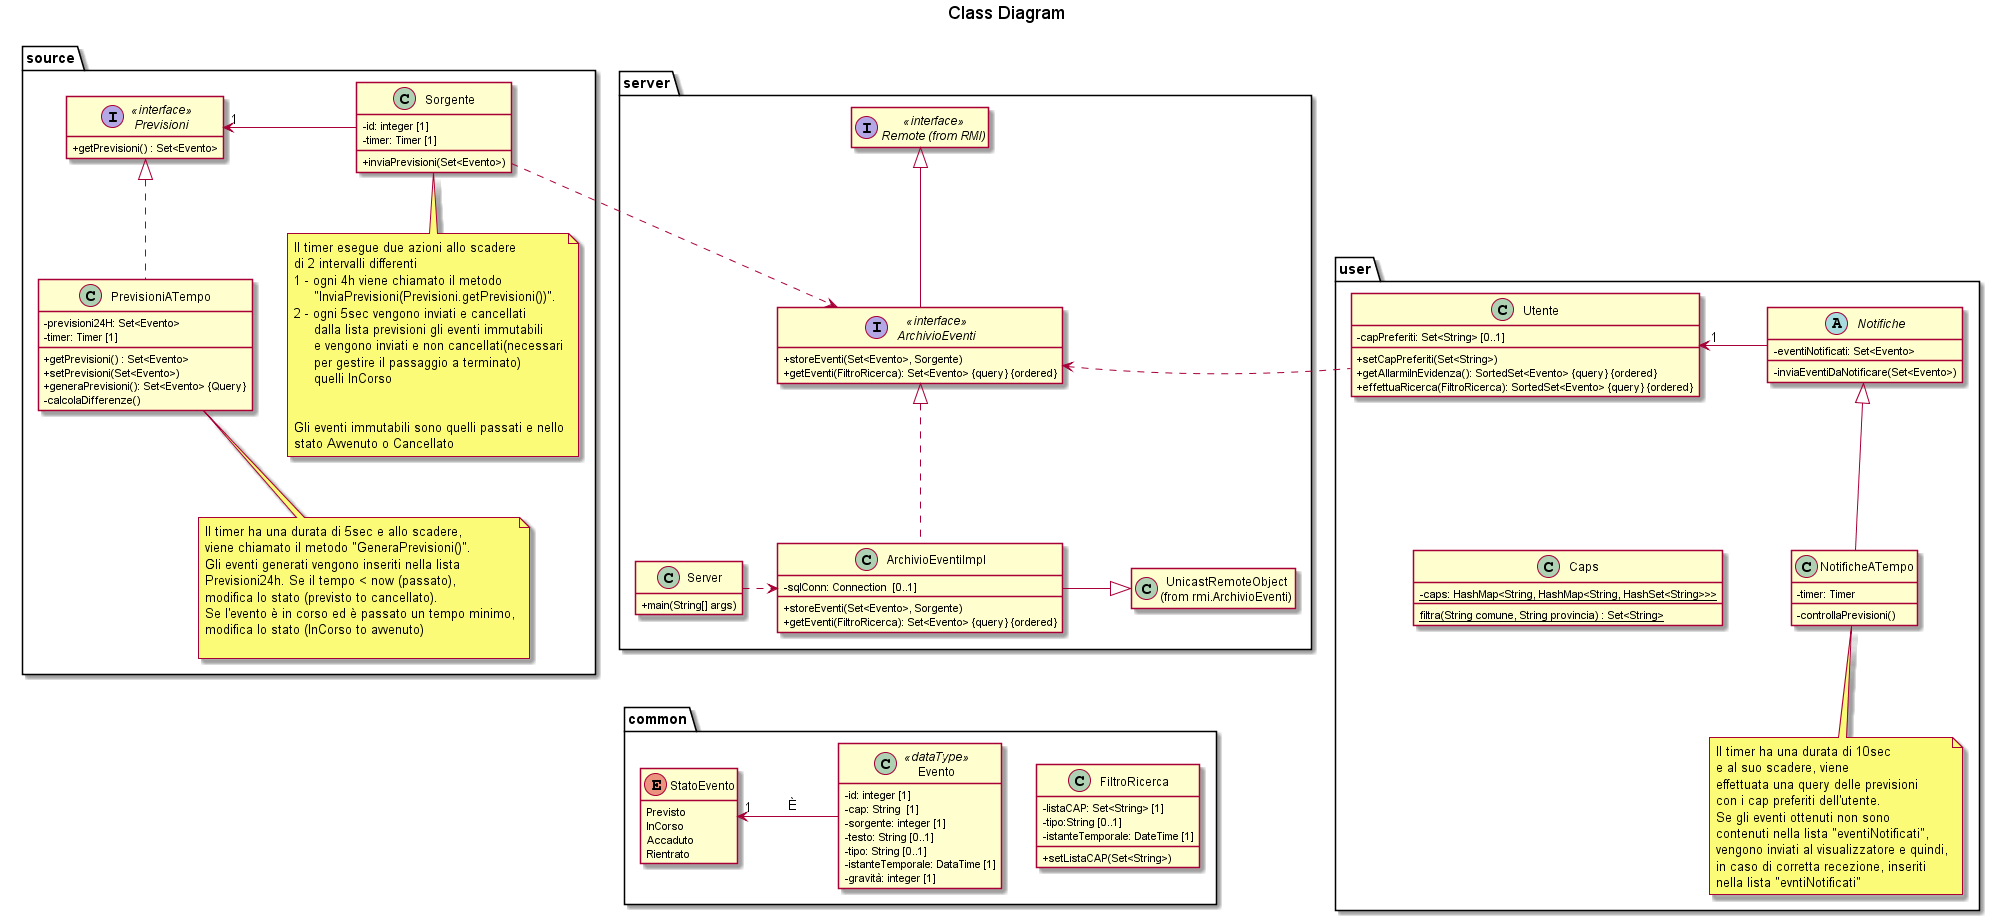 Class Diagram
source
I
«interface»
Previsioni
+getPrevisioni() : Set<Evento>
1
C
Sorgente
-id: integer [1]
-timer: Timer [1]
+inviaPrevisioni(Set<Evento>)
Il timer esegue due azioni allo scadere
di 2 intervalli differenti
1 - ogni 4h viene chiamato il metodo
"InviaPrevisioni(Previsioni.getPrevisioni())".
2 - ogni 5sec vengono inviati e cancellati
dalla lista previsioni gli eventi immutabili
e vengono inviati e non cancellati(necessari
per gestire il passaggio a terminato)
quelli InCorso
Gli eventi immutabili sono quelli passati e nello
stato Avvenuto o Cancellato
C
PrevisioniATempo
-previsioni24H: Set<Evento>
-timer: Timer [1]
+getPrevisioni() : Set<Evento>
+setPrevisioni(Set<Evento>)
+generaPrevisioni(): Set<Evento> {Query}
-calcolaDifferenze()
Il timer ha una durata di 5sec e allo scadere,
viene chiamato il metodo "GeneraPrevisioni()".
Gli eventi generati vengono inseriti nella lista
Previsioni24h. Se il tempo < now (passato),
modifica lo stato (previsto to cancellato).
Se l'evento è in corso ed è passato un tempo minimo,
modifica lo stato (InCorso to avvenuto)
server
I
«interface»
Remote (from RMI)
I
«interface»
ArchivioEventi
+storeEventi(Set<Evento>, Sorgente)
+getEventi(FiltroRicerca): Set<Evento> {query} {ordered}
C
Server
+main(String[] args)
C
ArchivioEventiImpl
-sqlConn: Connection  [0..1]
+storeEventi(Set<Evento>, Sorgente)
+getEventi(FiltroRicerca): Set<Evento> {query} {ordered}
C
UnicastRemoteObject
(from rmi.ArchivioEventi)
user
C
Utente
-capPreferiti: Set<String> [0..1]
+setCapPreferiti(Set<String>)
+getAllarmiInEvidenza(): SortedSet<Evento> {query} {ordered}
+effettuaRicerca(FiltroRicerca): SortedSet<Evento> {query} {ordered}
1
A
Notifiche
-eventiNotificati: Set<Evento>
-inviaEventiDaNotificare(Set<Evento>)
C
Caps
-caps: HashMap<String, HashMap<String, HashSet<String>>>
filtra(String comune, String provincia) : Set<String>
C
NotificheATempo
-timer: Timer
-controllaPrevisioni()
Il timer ha una durata di 10sec
e al suo scadere, viene
effettuata una query delle previsioni
con i cap preferiti dell'utente.
Se gli eventi ottenuti non sono
contenuti nella lista "eventiNotificati",
vengono inviati al visualizzatore e quindi,
in caso di corretta recezione, inseriti
nella lista "evntiNotificati"
common
E
StatoEvento
Previsto
InCorso
Accaduto
Rientrato
1
È
C
«dataType»
Evento
-id: integer [1]
-cap: String  [1]
-sorgente: integer [1]
-testo: String [0..1]
-tipo: String [0..1]
-istanteTemporale: DataTime [1]
-gravità: integer [1]
C
FiltroRicerca
-listaCAP: Set<String> [1]
-tipo:String [0..1]
-istanteTemporale: DateTime [1]
+setListaCAP(Set<String>)